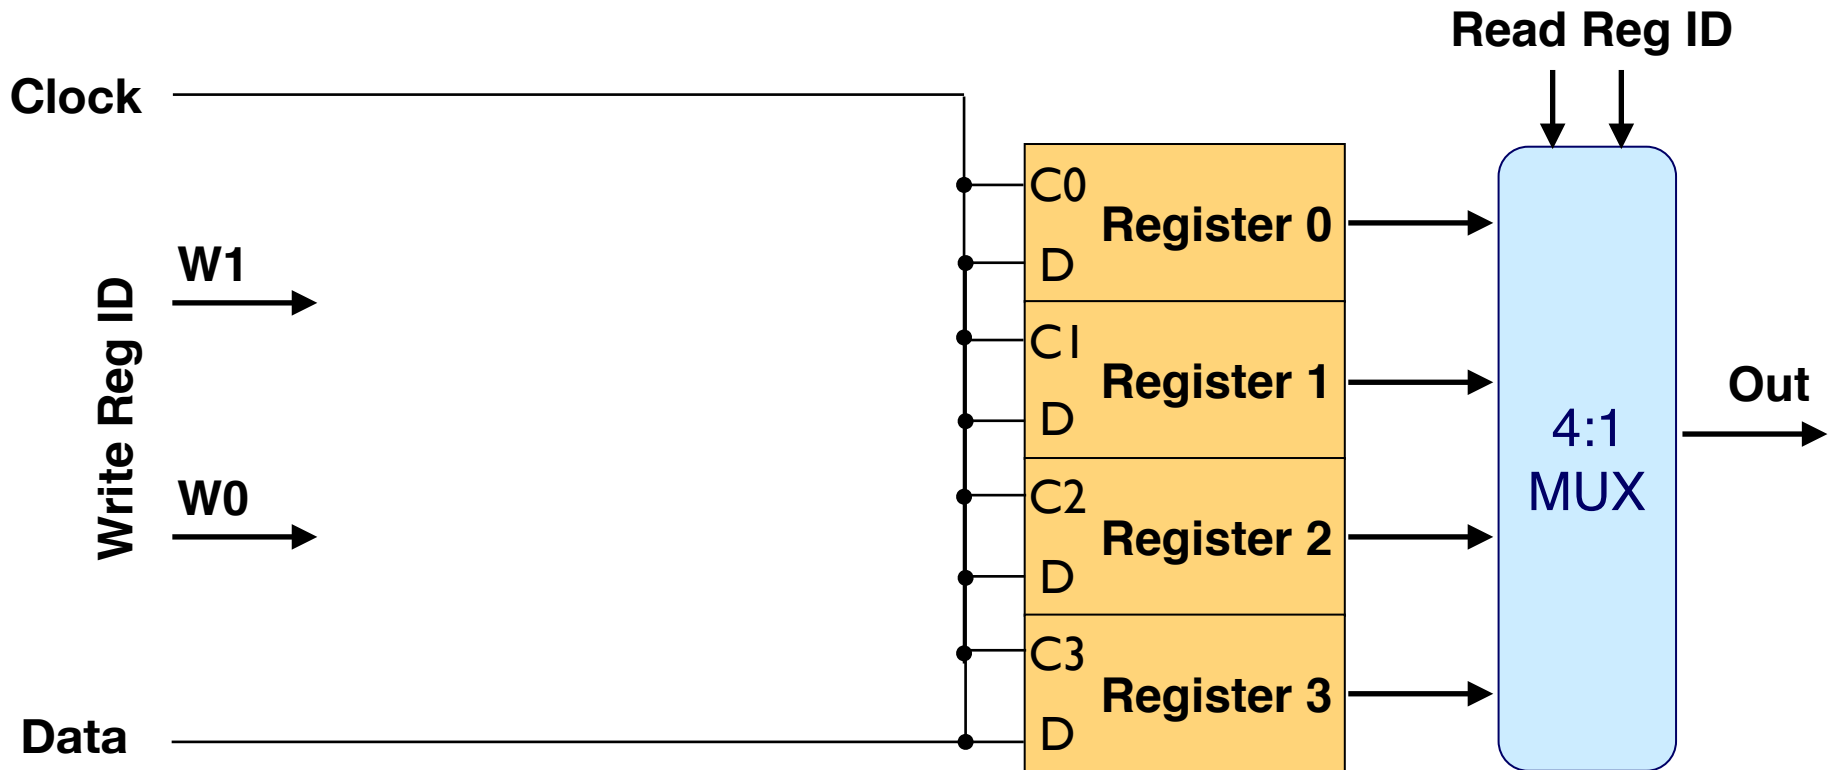 Read Reg ID
Clock
C0
Register 0
D
W1
Write Reg ID
C1
Register 1
D
Out
4:1
MUX
W0
C2
Register 2
D
C3
Register 3
Data
D